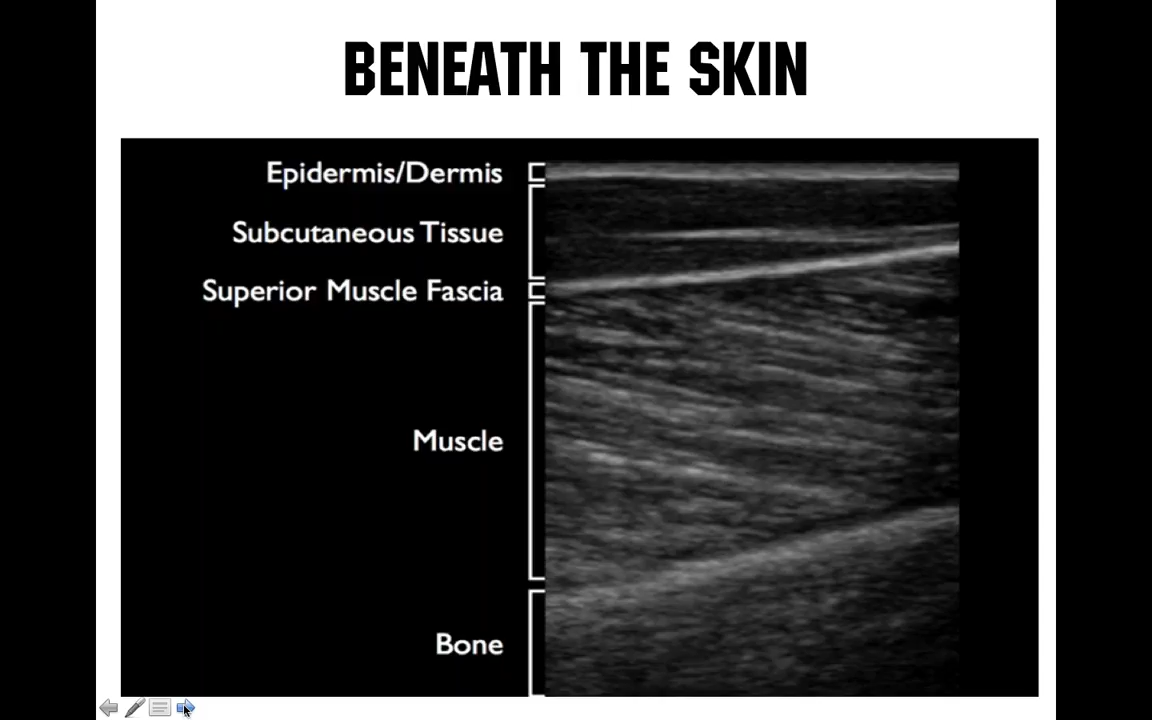 BENEATH THE SKIN
Epidermis/Dermis
Subcutaneous Tissue
Superior Muscle Fascia
Muscle
Bone